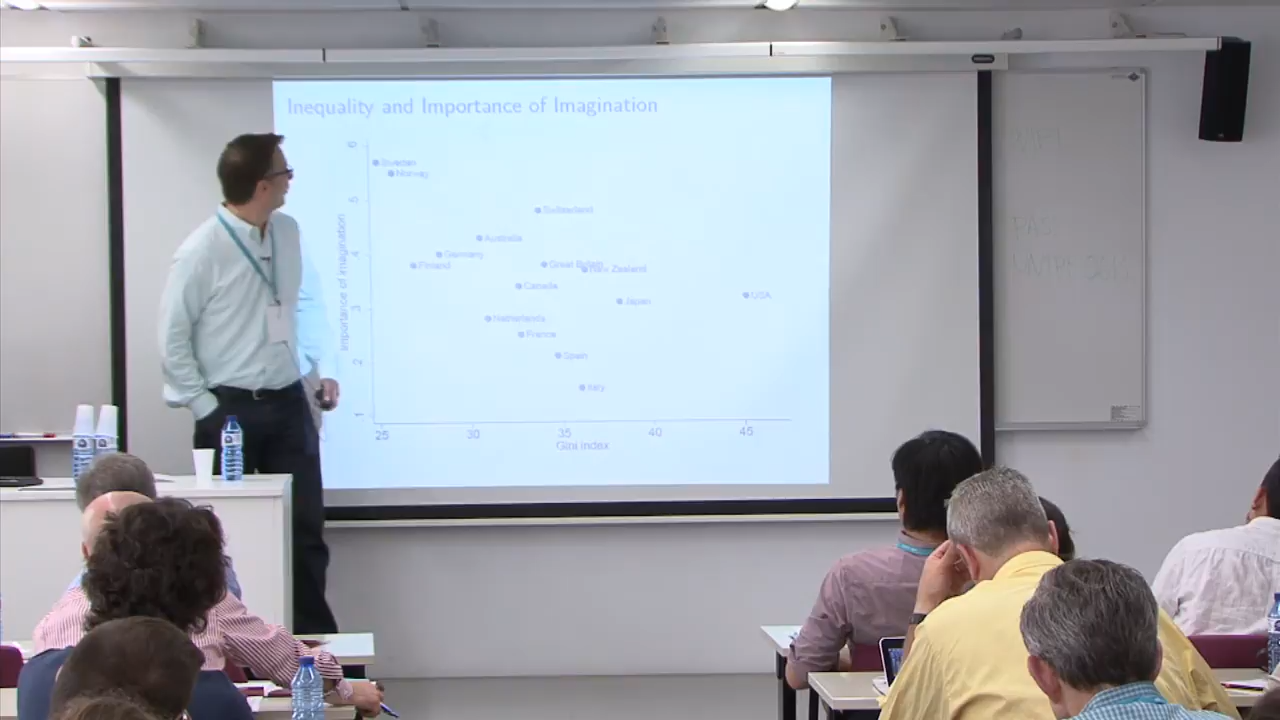 Inequality and Importance of Imagination
6
Sweden
Norway
5
Switzerland
Australia
4
Germany
Finland
Great Britain
New Zealand
Canada
3
Japan
USA
Netherlands
France
2
Spain
Italy
1
Importance of Imagination
25 30 35 40 45
Gini Index